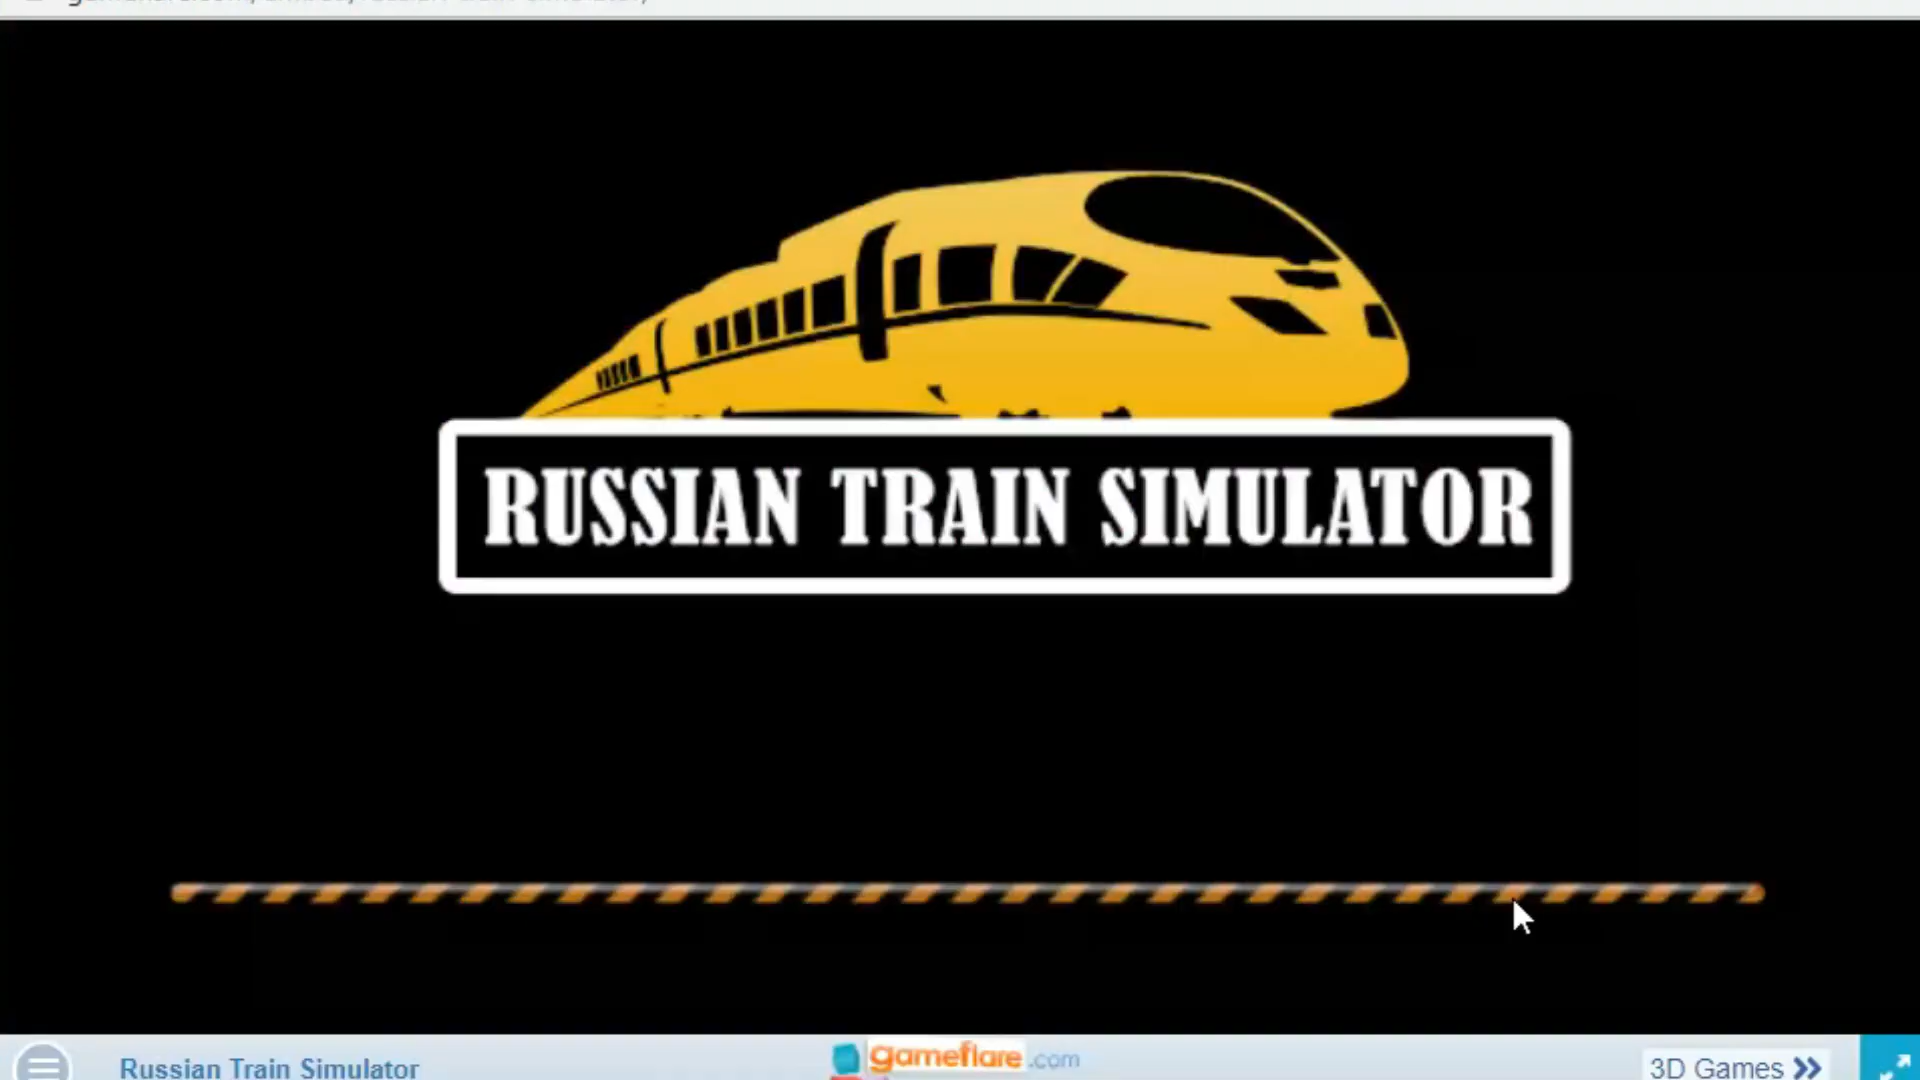 RUSSIAN TRAIN SIMULATOR
Russian Train Simulator
gameflare.com
3D Games